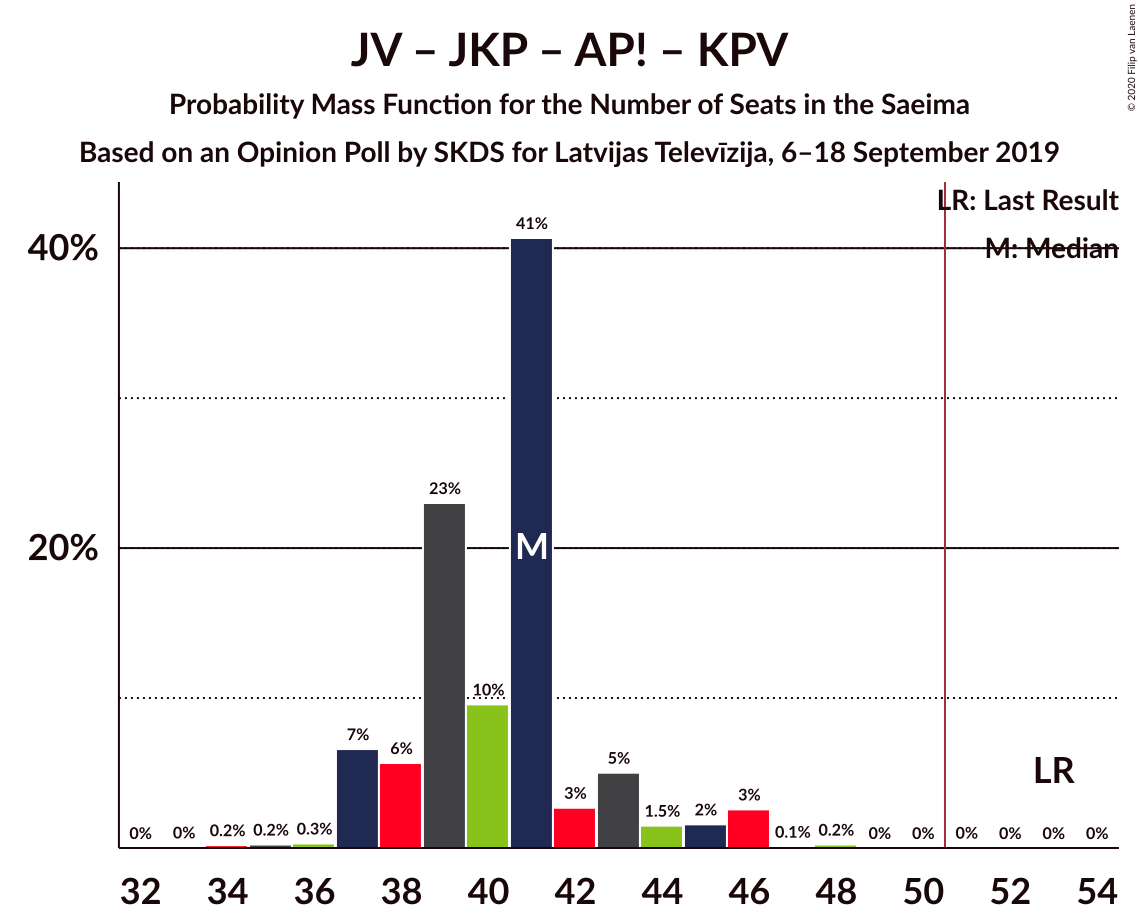 JV – JKP – AP! – KPV
Probability Mass Function for the Number of Seats in the Saeima
Based on an Opinion Poll by SKDS for Latvijas Televīzija, 6–18 September 2019
© 2020 Filip van Laenen
LR: Last Result
M: Median
40%
20%
0% 0% 0.2% 0.2% 0.3% 7% 6% 23% 10% 41% 3% 5% 1.5% 2% 3% 0.1% 0.2% 0% 0% 0% 0% 0% 0%
M
LR
32 34 36 38 40 42 44 46 48 50 52 54